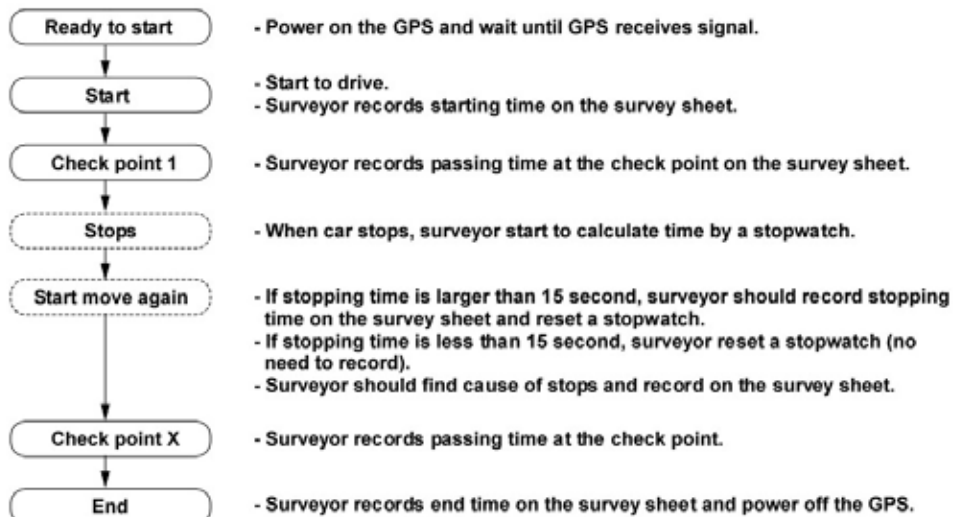 Ready to start
- Power on the GPS and wait until GPS receives signal.
Start
- Start to drive.
- Surveyor records starting time on the survey sheet.
Check point 1
- Surveyor records passing time at the check point on the survey sheet.
Stops
- When car stops, surveyor start to calculate time by a stopwatch.
Start move again
- If stopping time is larger than 15 second, surveyor should record stopping
time on the survey sheet and reset a stopwatch.
- If stopping time is less than 15 second, surveyor reset a stopwatch (no
need to record).
- Surveyor should find cause of stops and record on the survey sheet.
Check point X
- Surveyor records passing time at the check point.
End
- Surveyor records end time on the survey sheet and power off the GPS.